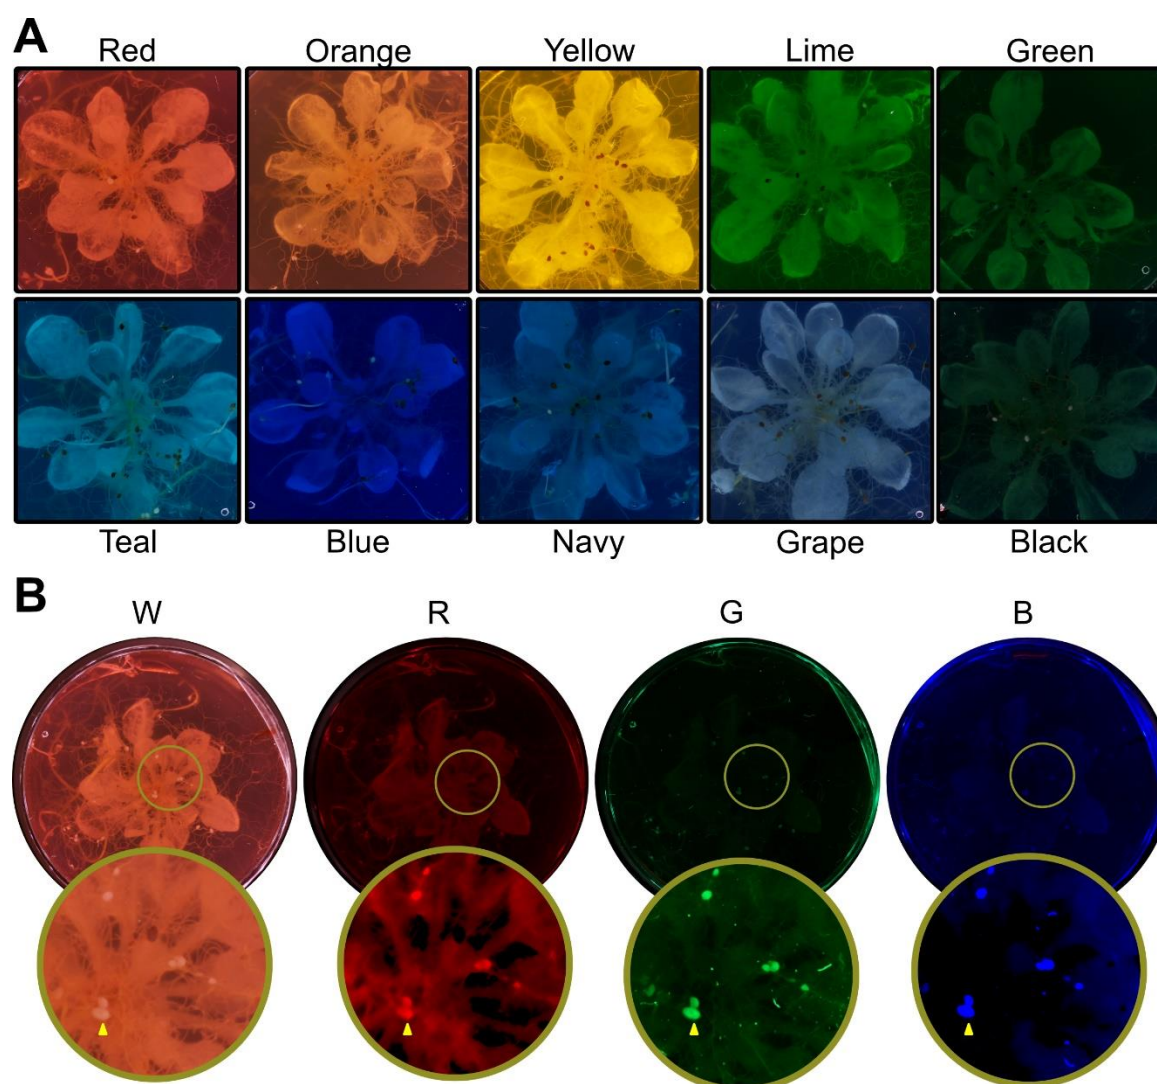 A
Red Orange Yellow Lime Green
Teal Blue Navy Grape Black
B
W R G B